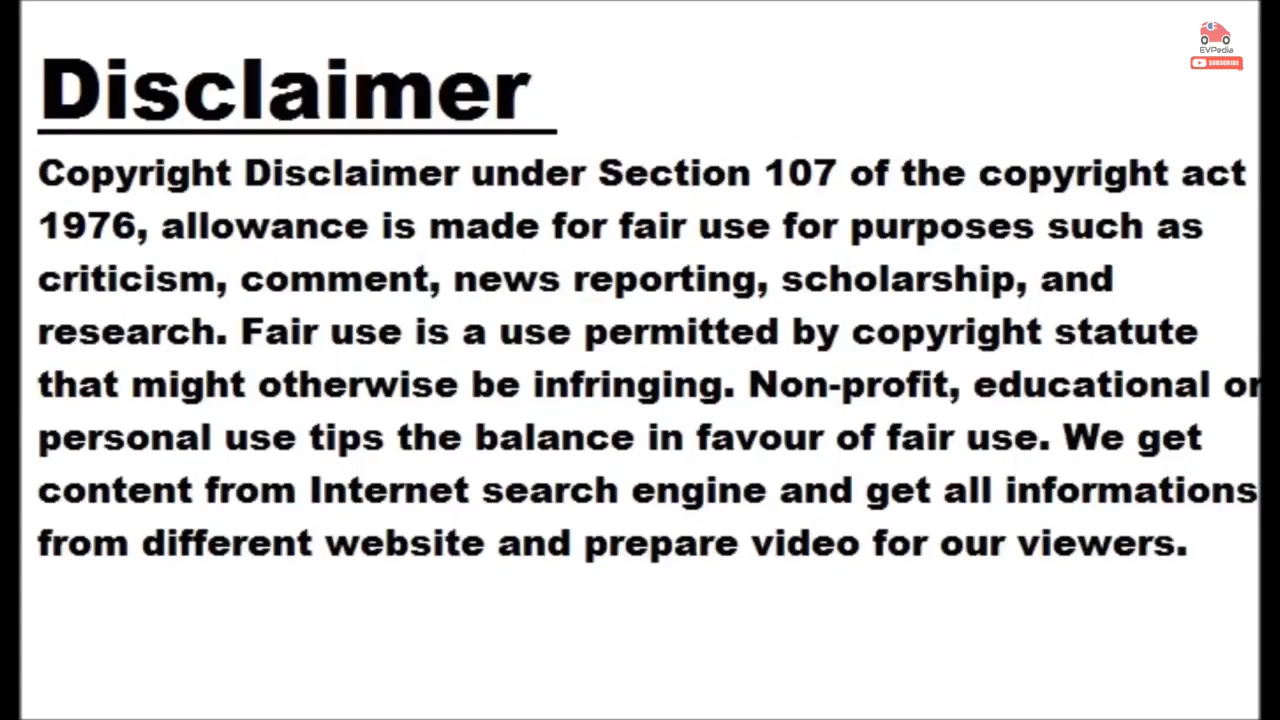 EVPedia
SUBSCRIBE
Disclaimer
Copyright Disclaimer under Section 107 of the copyright act
1976, allowance is made for fair use for purposes such as
criticism, comment, news reporting, scholarship, and
research. Fair use is a use permitted by copyright statute
that might otherwise be infringing. Non-profit, educational or
personal use tips the balance in favour of fair use. We get
content from Internet search engine and get all informations
from different website and prepare video for our viewers.